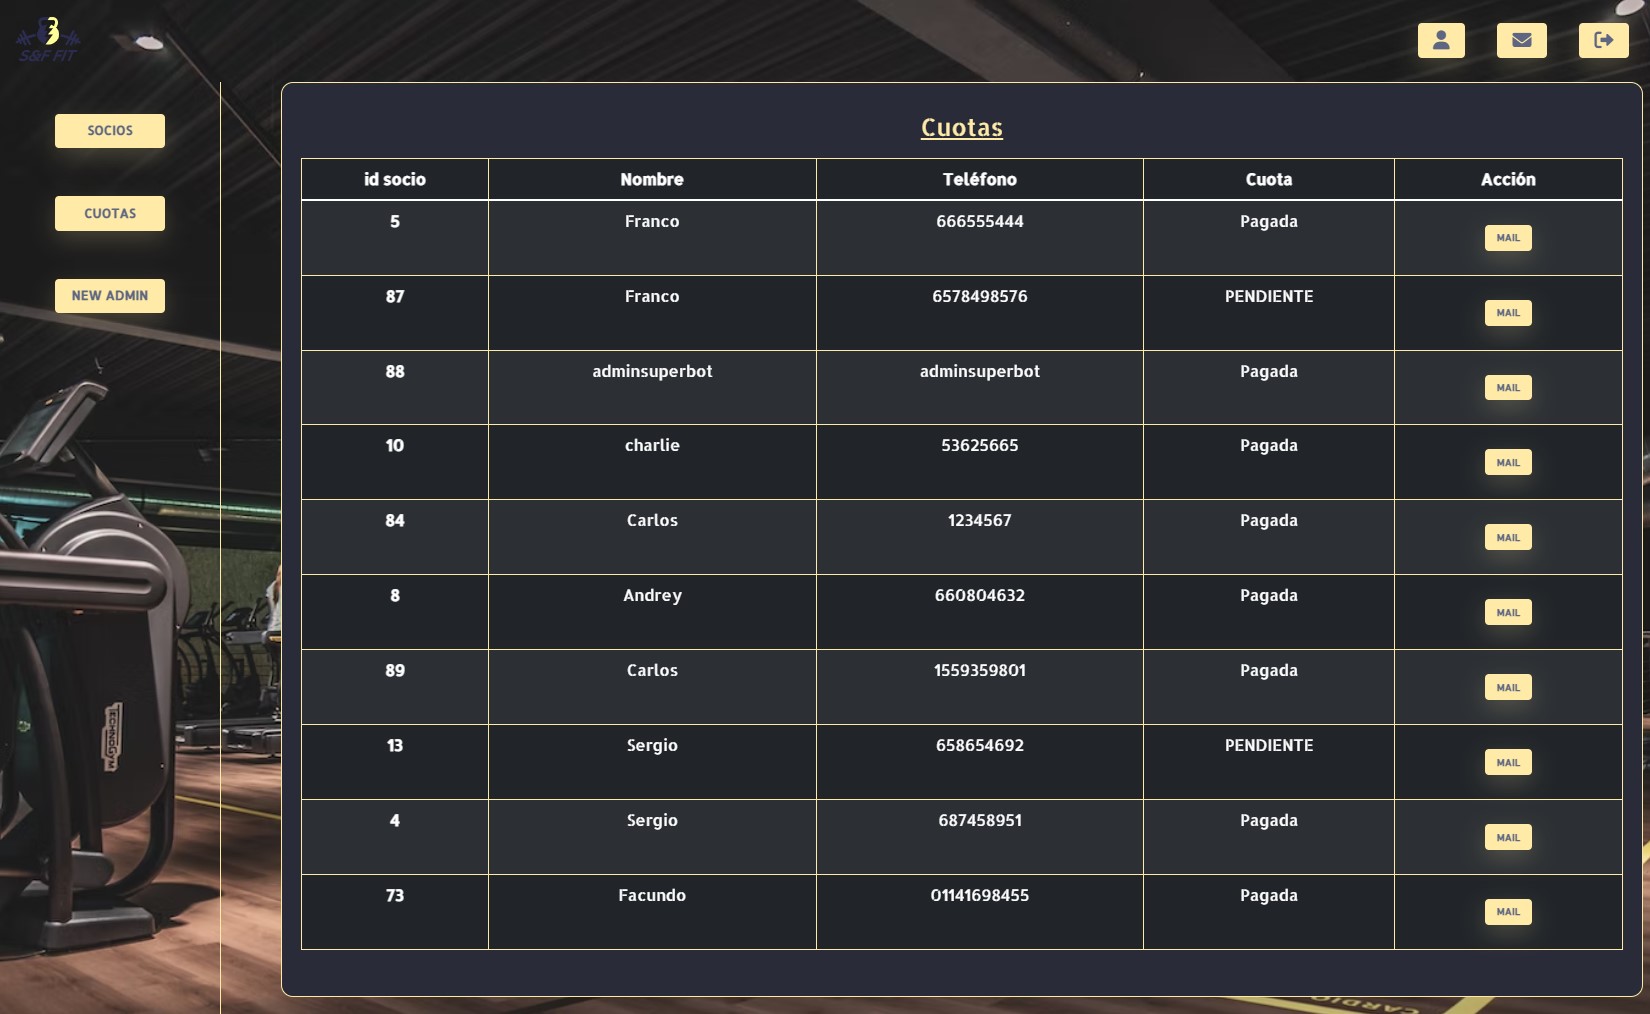 S&F FIT
SOCIOS
CUOTAS
NEW ADMIN
Cuotas
id socio Nombre Teléfono Cuota Acción
5 Franco 666555444 Pagada MAIL
87 Franco 6578498576 PENDIENTE MAIL
88 adminsuperbot adminsuperbot Pagada MAIL
10 charlie 53625665 Pagada MAIL
84 Carlos 1234567 Pagada MAIL
8 Andrey 660804632 Pagada MAIL
89 Carlos 1559359801 Pagada MAIL
13 Sergio 658654692 PENDIENTE MAIL
4 Sergio 687458951 Pagada MAIL
73 Facundo 01141698455 Pagada MAIL
TECHNOGYM
CARDIO